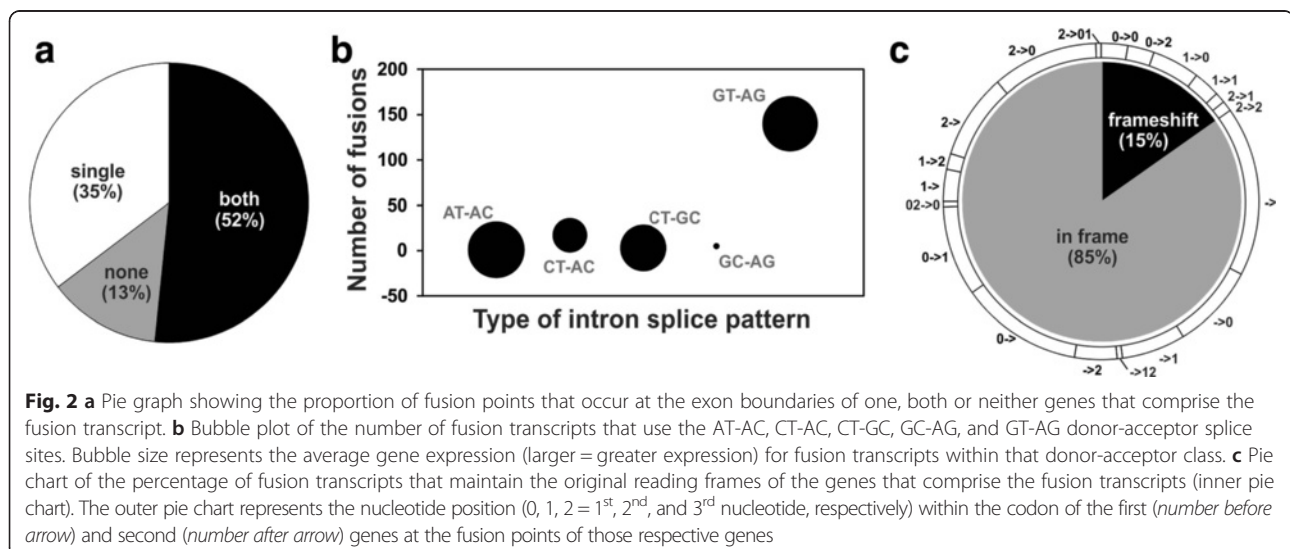 a
single
(35%)
both
(52%)
none
(13%)
b
Number of fusions
200
150
100
50
0
-50
AT-AC
CT-AC
CT-GC
GC-AG
GT-AG
Type of intron splice pattern
c
2->01
0->0
0->2
1->0
1->1
2->1
2->2
->
->0
->1
->12
->2
0->
0->1
02->0
1->
1->2
2->
2->0
frameshift
(15%)
in frame
(85%)
Fig. 2 a Pie graph showing the proportion of fusion points that occur at the exon boundaries of one, both or neither genes that comprise the
fusion transcript. b Bubble plot of the number of fusion transcripts that use the AT-AC, CT-AC, CT-GC, GC-AG, and GT-AG donor-acceptor splice
sites. Bubble size represents the average gene expression (larger = greater expression) for fusion transcripts within that donor-acceptor class. c Pie
chart of the percentage of fusion transcripts that maintain the original reading frames of the genes that comprise the fusion transcripts (inner pie
chart). The outer pie chart represents the nucleotide position (0, 1, 2 = 1st, 2nd, and 3rd nucleotide, respectively) within the codon of the first (number before
arrow) and second (number after arrow) genes at the fusion points of those respective genes